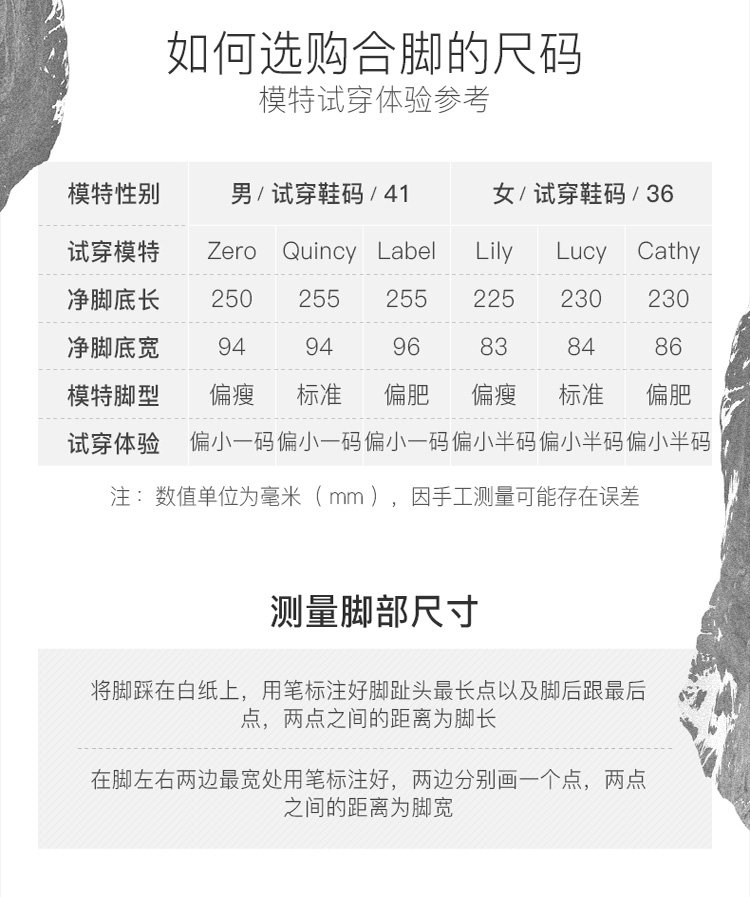 如何选购合脚的尺码
模特试穿体验参考
模特性别 男 / 试穿鞋码 / 41 女 / 试穿鞋码 / 36
试穿模特 Zero Quincy Label Lily Lucy Cathy
净脚底长 250 255 255 225 230 230
净脚底宽 94 94 96 83 84 86
模特脚型 偏瘦 标准 偏肥 偏瘦 标准 偏肥
试穿体验 偏小一码 偏小一码 偏小一码 偏小半码 偏小半码 偏小半码
注：数值单位为毫米（mm），因手工测量可能存在误差
测量脚部尺寸
将脚踩在白纸上，用笔标注好脚趾头最长点以及脚后跟最后
点，两点之间的距离为脚长
在脚左右两边最宽处用笔标注好，两边分别画一个点，两点
之间的距离为脚宽